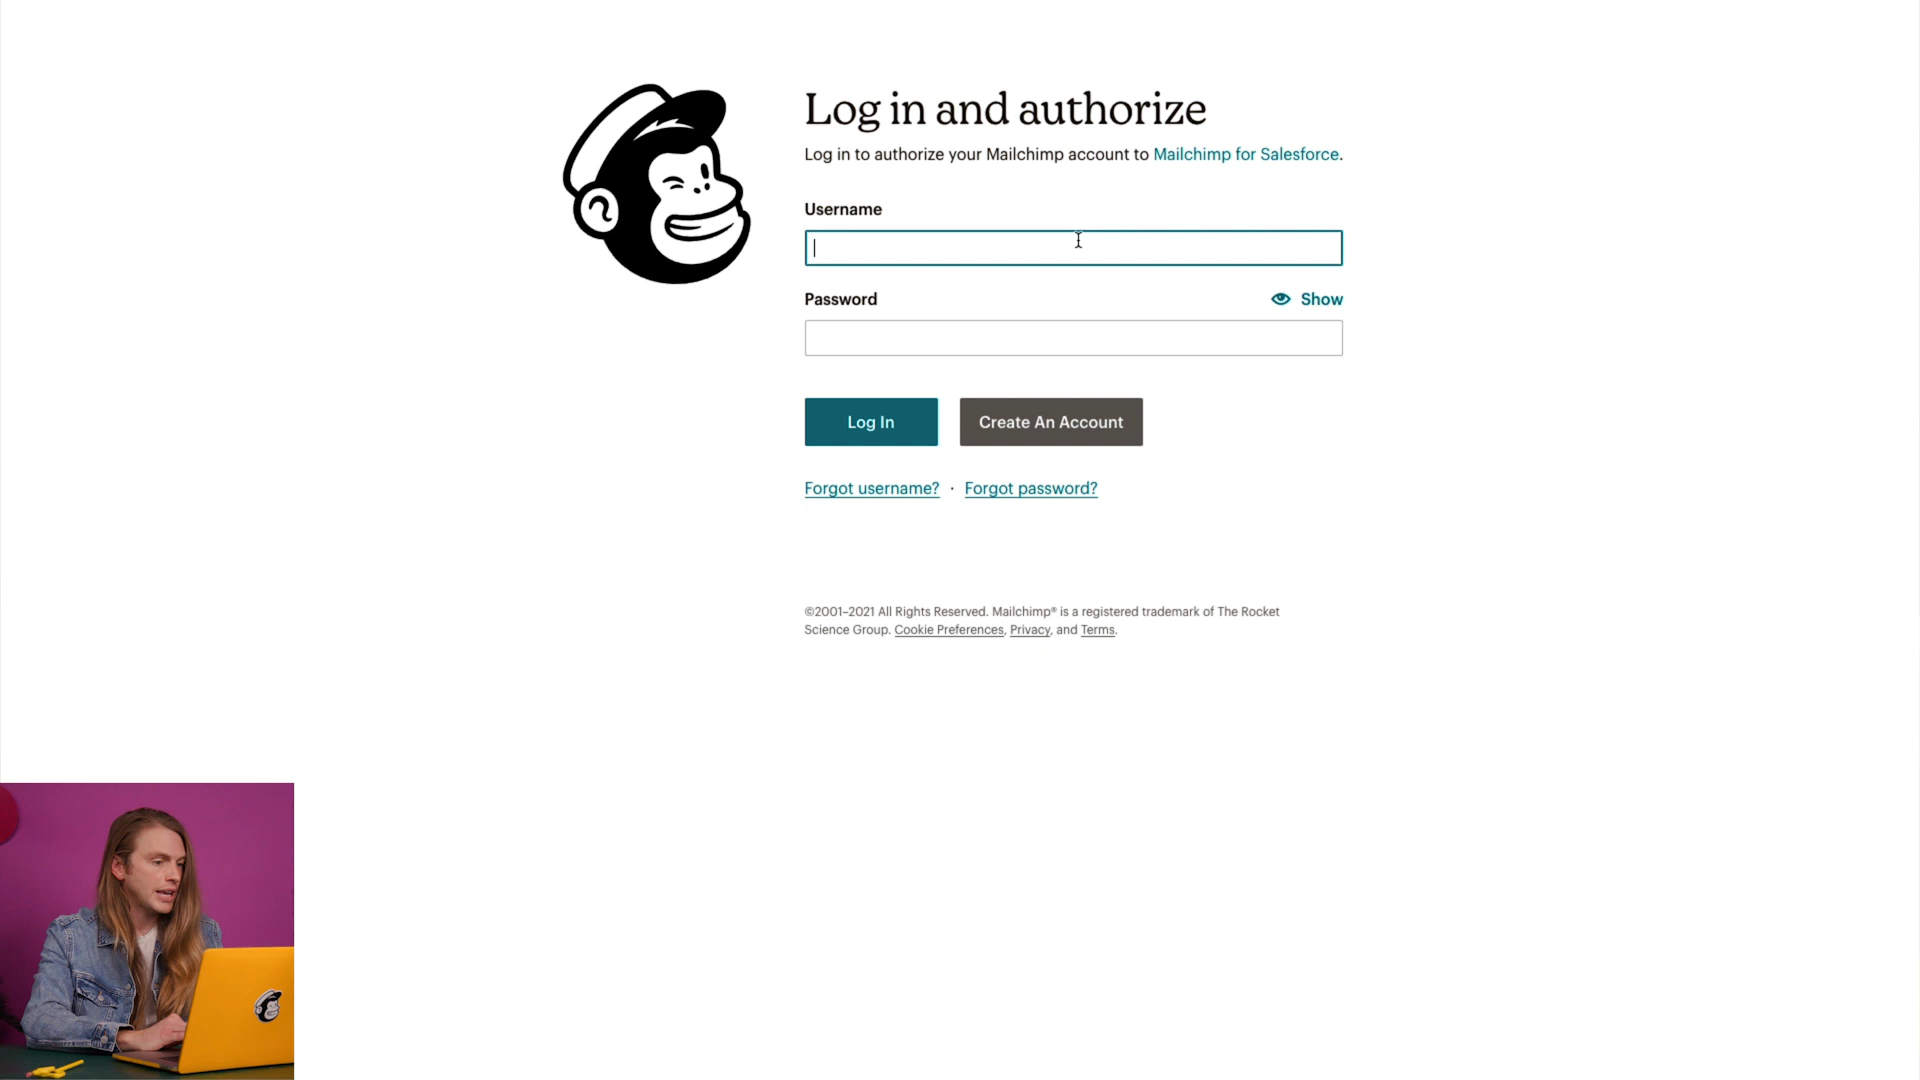 Log in and authorize
Log in to authorize your Mailchimp account to Mailchimp for Salesforce.
Username
Password
Show
Log In
Create An Account
Forgot username? · Forgot password?
©2001–2021 All Rights Reserved. Mailchimp® is a registered trademark of The Rocket
Science Group. Cookie Preferences, Privacy, and Terms.